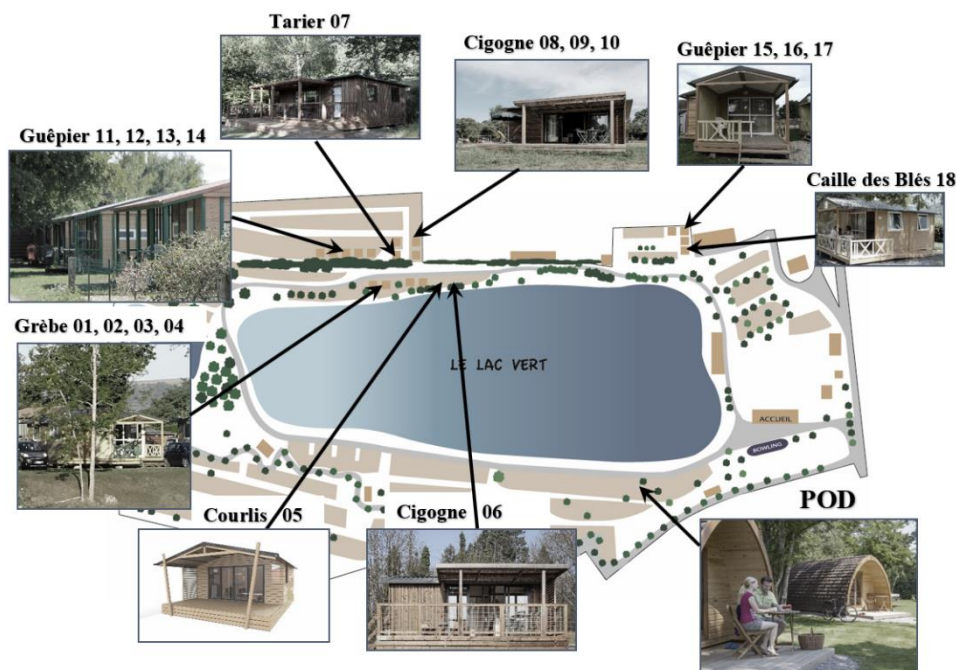 Tarier 07
Cigogne 08, 09, 10
Guêpier 15, 16, 17
Guêpier 11, 12, 13, 14
Caille des Blés 18
Grèbe 01, 02, 03, 04
LE LAC VERT
ACCUEIL
BOWLING
POD
Courlis 05
Cigogne 06